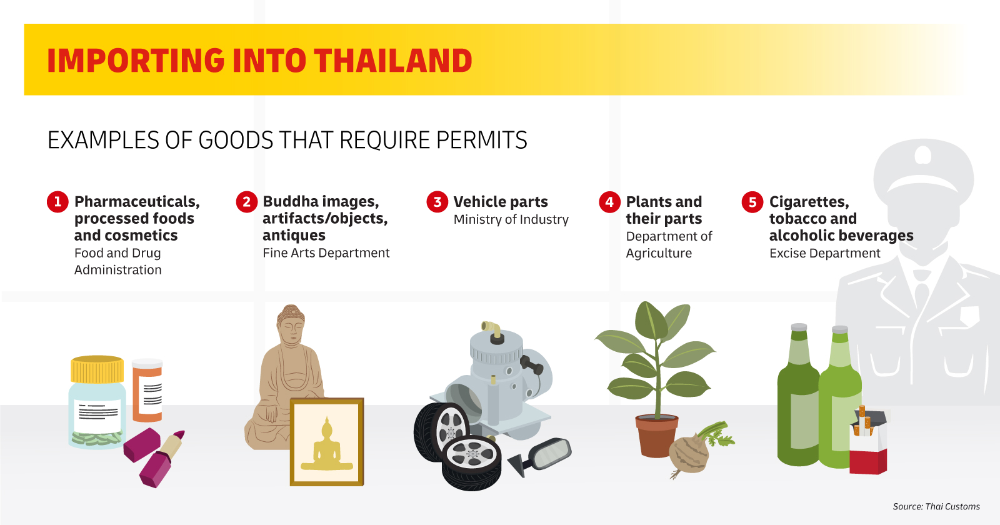 IMPORTING INTO THAILAND
EXAMPLES OF GOODS THAT REQUIRE PERMITS
1 Pharmaceuticals,
processed foods
and cosmetics
Food and Drug
Administration
2 Buddha images,
artifacts/objects,
antiques
Fine Arts Department
3 Vehicle parts
Ministry of Industry
4 Plants and
their parts
Department of
Agriculture
5 Cigarettes,
tobacco and
alcoholic beverages
Excise Department
Source: Thai Customs